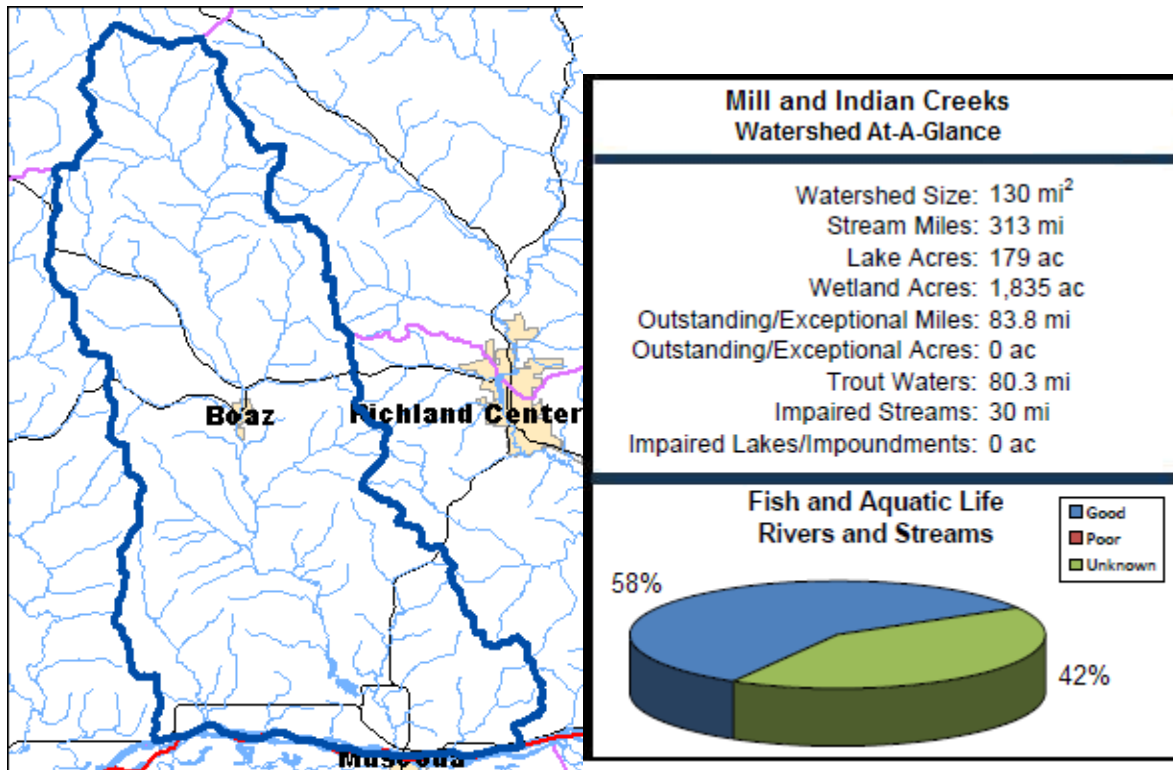 Boaz
Richland Center
Muscoda
Mill and Indian Creeks
Watershed At-A-Glance
Watershed Size: 130 mi²
Stream Miles: 313 mi
Lake Acres: 179 ac
Wetland Acres: 1,835 ac
Outstanding/Exceptional Miles: 83.8 mi
Outstanding/Exceptional Acres: 0 ac
Trout Waters: 80.3 mi
Impaired Streams: 30 mi
Impaired Lakes/Impoundments: 0 ac
Fish and Aquatic Life
Rivers and Streams
Good
Poor
Unknown
58%
42%